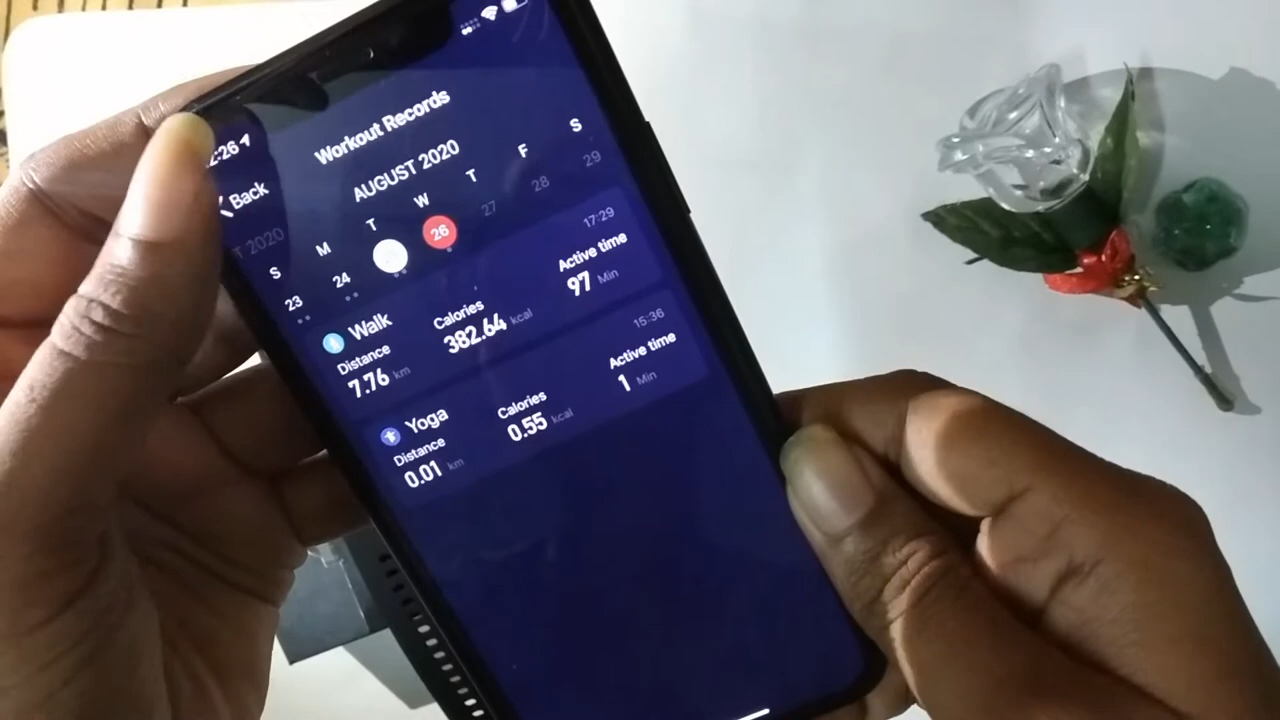 :26
Back
Workout Records
T 2020
AUGUST 2020
S M T W T F S
23 24 26 27 28 29
Walk
17:29
Distance
Calories
Active time
7.76 km
382.64 kcal
97 Min
Yoga
15:36
Distance
Calories
Active time
0.01 km
0.55 kcal
1 Min